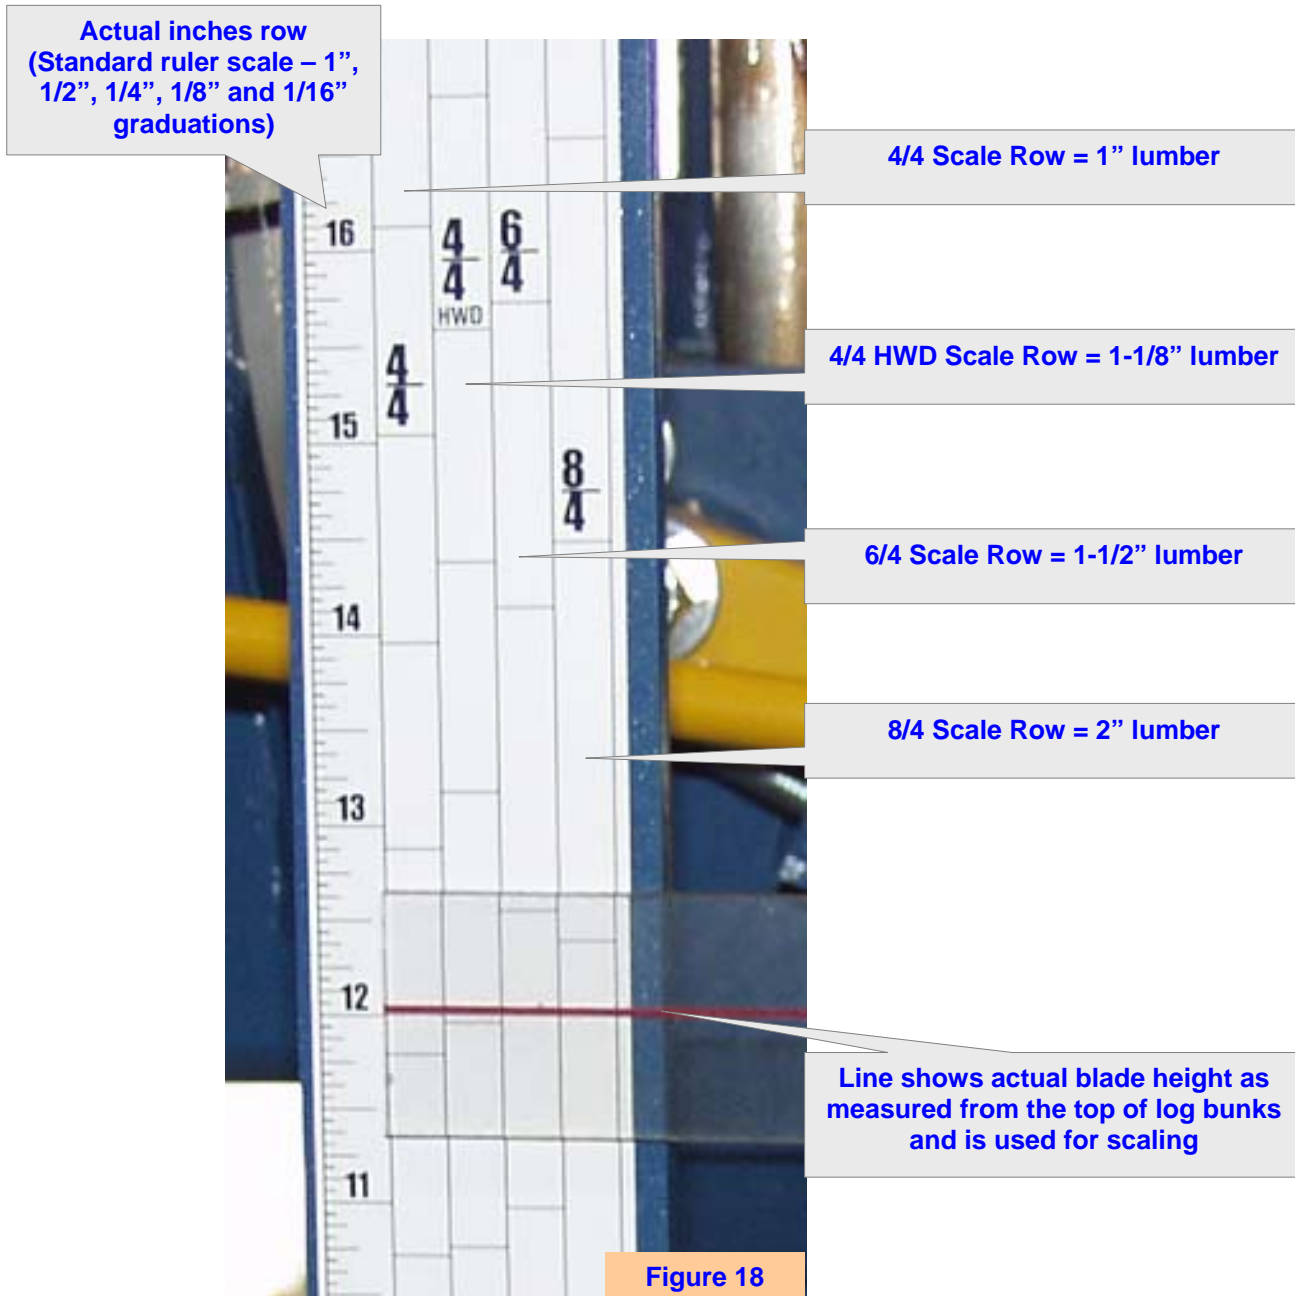 Actual inches row
(Standard ruler scale – 1”,
1/2”, 1/4”, 1/8” and 1/16”
graduations)
4/4 Scale Row = 1” lumber
16
4/4
HWD
6/4
4/4 HWD Scale Row = 1-1/8” lumber
4/4
15
8/4
6/4 Scale Row = 1-1/2” lumber
14
8/4 Scale Row = 2” lumber
13
12
Line shows actual blade height as
measured from the top of log bunks
and is used for scaling
11
Figure 18